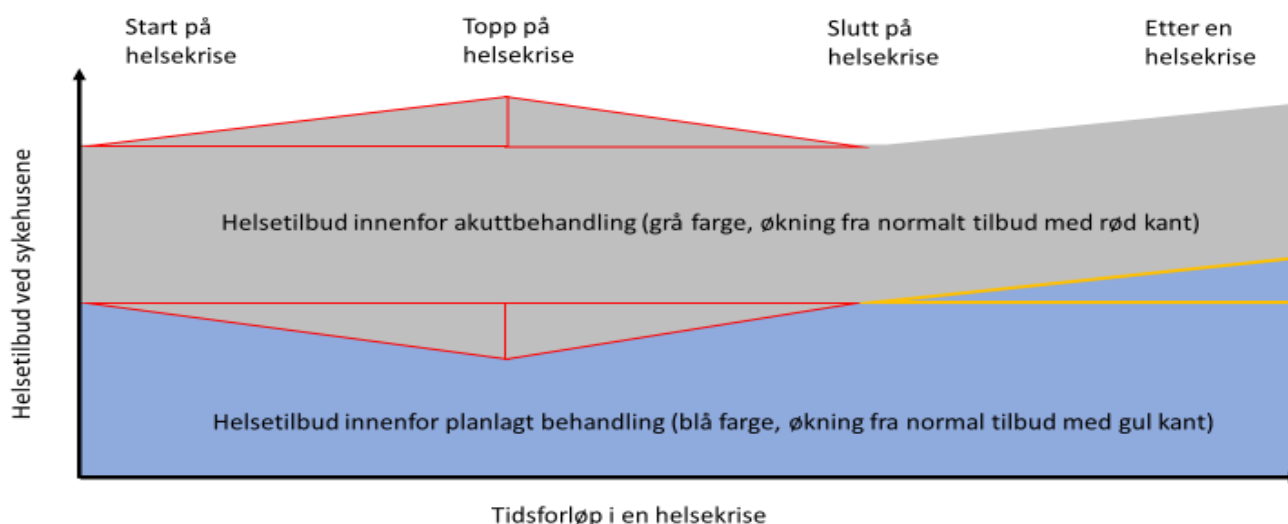 Start på
helsekrise
Topp på
helsekrise
Slutt på
helsekrise
Etter en
helsekrise
Helsetilbud ved sykehusene
Helsetilbud innenfor akuttbehandling (grå farge, økning fra normalt tilbud med rød kant)
Helsetilbud innenfor planlagt behandling (blå farge, økning fra normal tilbud med gul kant)
Tidsforløp i en helsekrise